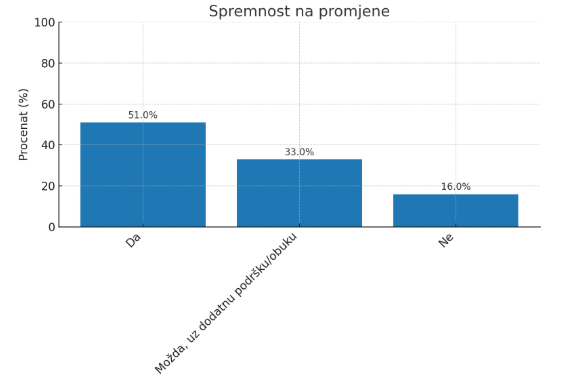 Spremnost na promjene
Procenat (%)
100
80
60
40
20
0
51.0%
33.0%
16.0%
Da
Možda, uz dodatnu podršku/obuku
Ne